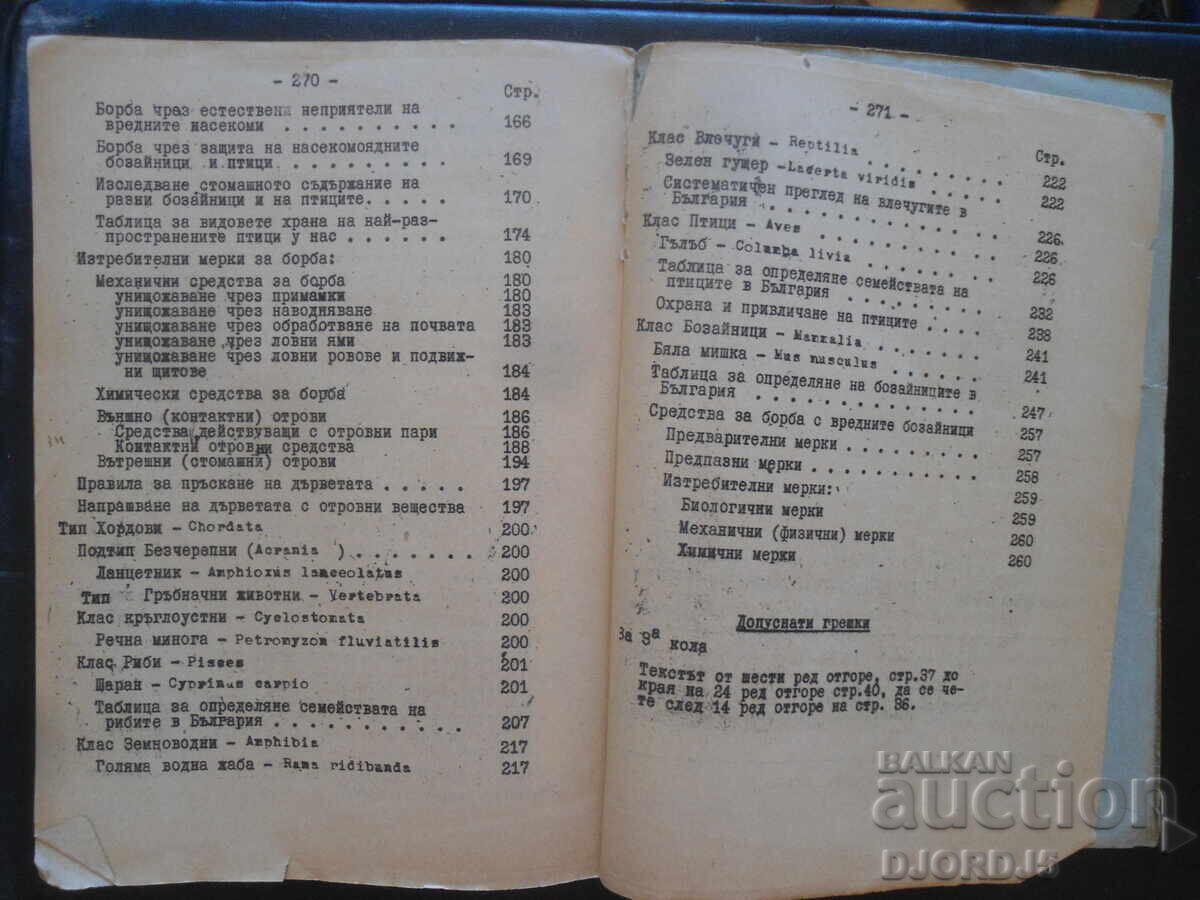 - 270 -
Стр.
Борба чрез естествени неприятели на
вредните насекоми . . . . . . . . . . 166
Борба чрез защита на насекомоядните
бозайници и птици. . . . . . . . . . 169
Изследване стомашното съдържание на
разни бозайници и на птиците. . . . . 170
Таблица за видовете храна на най-раз-
пространените птици у нас . . . . . . 174
Изтребителни мерки за борба: 180
Механични средства за борба 180
унищожаване чрез примамки 180
унищожаване чрез наводняване 183
унищожаване чрез обработване на почвата 183
унищожаване чрез ловни ями 183
унищожаване чрез ловни ровове и подвиж-
ни щитове 184
Химически средства за борба 184
Външно (контактни) отрови 186
Средства действуващи с отровни пари 186
Контактни отровни средства 188
Вътрешни (стомашни) отрови 194
Правила за пръскане на дърветата . . . . . 197
Напрашване на дърветата с отровни вещества 197
Тип Хордови - Chordata 200
Подтип Безчерепни (Acrania ) . . . . . . . 200
Ланцетник - Amphioxus lanceolatus 200
Тип Гръбначни животни - Vertebrata 200
Клас кръглоустни - Cyclostomata 200
Речна минога - Petromyzon fluviatilis 200
Клас Риби - Pisces 201
Шаран - Cyprinus carpio 201
Таблица за определяне семействата на
рибите в България . . . . . . . . . . 207
Клас Земноводни - Amphibia 217
Голяма водна жаба - Rana ridibunda 217
- 271 -
Стр.
Клас Влечуги - Reptilia . . . . . . . 222
Зелен гущер - Lacerta viridis . . . . . 222
Систематичен преглед на влечугите в
България . . . . . . . . . . . 226
Клас Птици - Aves . . . . . . . . . 226
Гълъб - Columba livia . . . . . . . 226
Таблица за определяне семействата на
птиците в България . . . . . . . 232
Охрана и привличане на птиците . . . . 238
Клас Бозайници - Mammalia . . . . . . . 241
Бяла мишка - Mus musculus . . . . . . 241
Таблица за определяне на бозайниците в
България . . . . . . . . . . . . . 247
Средства за борба с вредните бозайници 257
Предварителни мерки . . . . . . . . 257
Предпазни мерки . . . . . . . . . . 258
Изтребителни мерки: 259
Биологични мерки 259
Механични (физични) мерки 260
Химични мерки 260
Допуснати грешки
За 3а кола
Текстът от шести ред отгоре, стр.37 до
края на 24 ред отгоре стр.40, да се че-
те след 14 ред отгоре на стр. 36.
BALKAN
auction
DJORDJ5